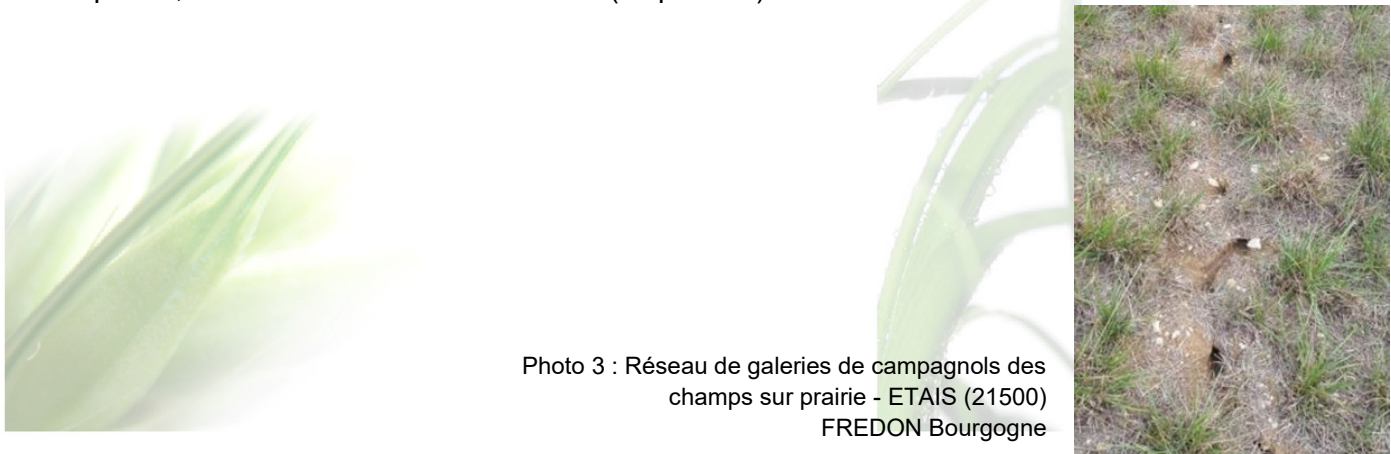 Photo 3 : Réseau de galeries de campagnols des
champs sur prairie - ETAIS (21500)
FREDON Bourgogne